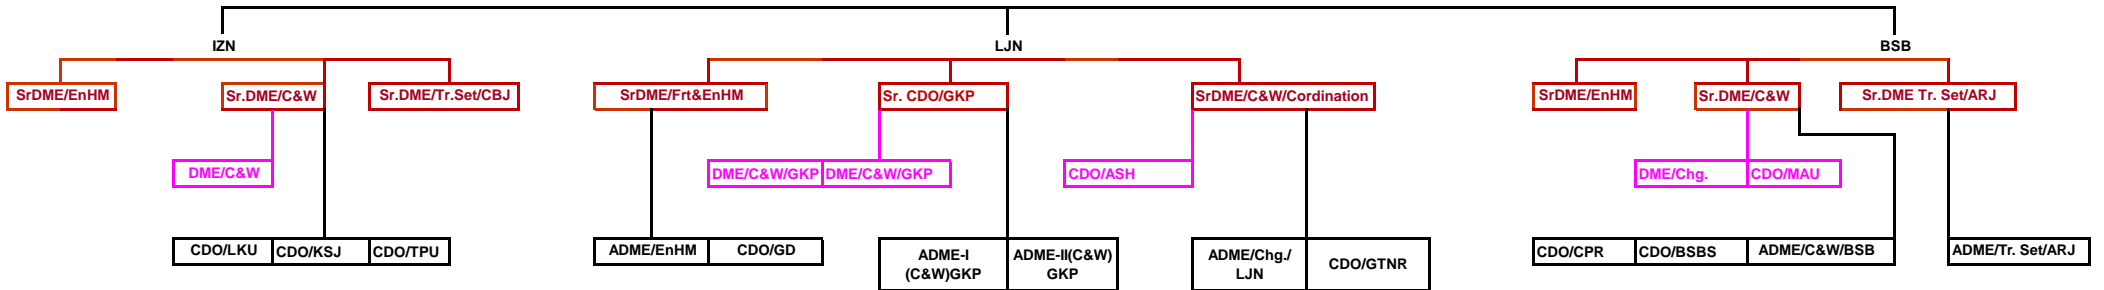 IZN
LJN
BSB
SrDME/EnHM
Sr.DME/C&W
Sr.DME/Tr.Set/CBJ
SrDME/Frt&EnHM
Sr. CDO/GKP
SrDME/C&W/Cordination
SrDME/EnHM
Sr.DME/C&W
Sr.DME Tr. Set/ARJ
DME/C&W
DME/C&W/GKP
DME/C&W/GKP
CDO/ASH
DME/Chg.
CDO/MAU
CDO/LKU
CDO/KSJ
CDO/TPU
ADME/EnHM
CDO/GD
ADME-I
(C&W)GKP
ADME-II(C&W)
GKP
ADME/Chg./
LJN
CDO/GTNR
CDO/CPR
CDO/BSBS
ADME/C&W/BSB
ADME/Tr. Set/ARJ